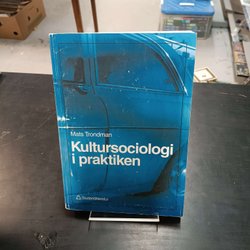 Mats Trondman
Kultursociologi
i praktiken
Studentlitteratur